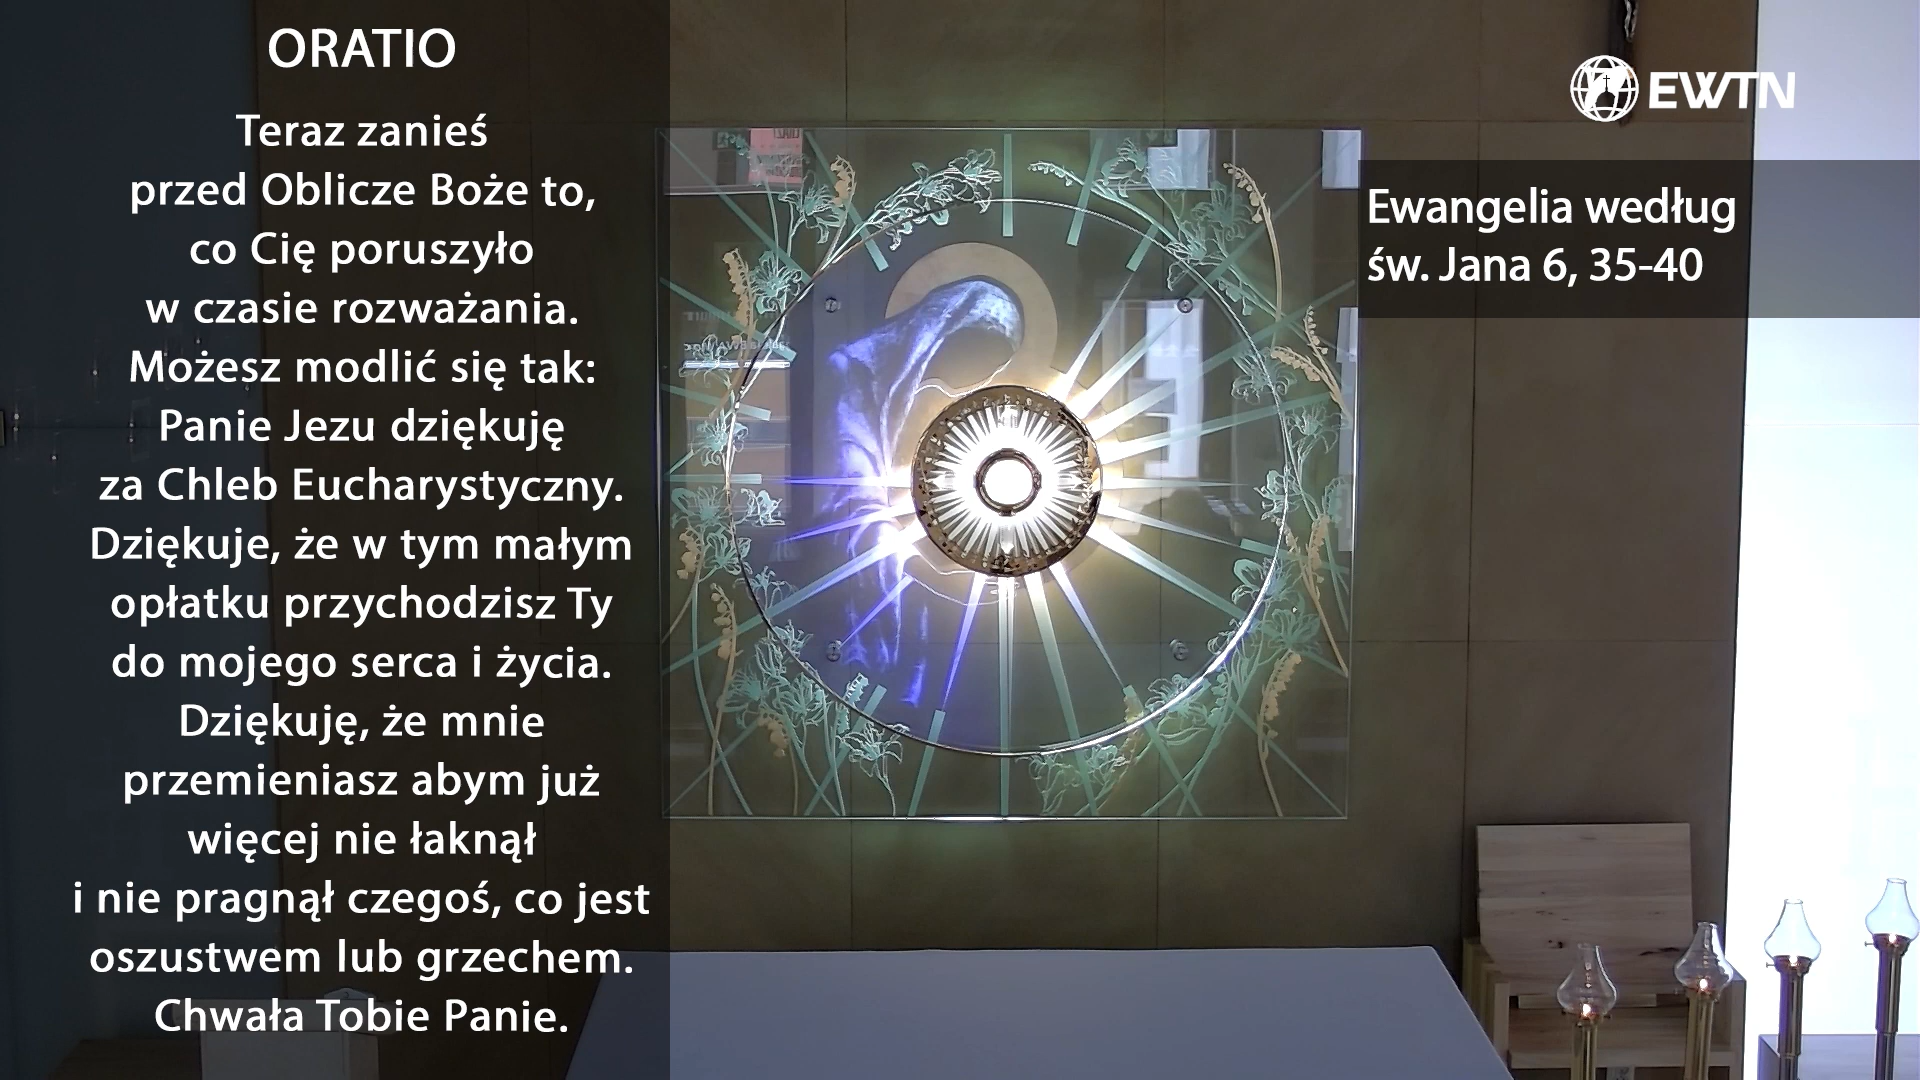 ORATIO
Teraz zanieś
przed Oblicze Boże to,
co Cię poruszyło
w czasie rozważania.
Możesz modlić się tak:
Panie Jezu dziękuję
za Chleb Eucharystyczny.
Dziękuje, że w tym małym
opłatku przychodzisz Ty
do mojego serca i życia.
Dziękuję, że mnie
przemieniasz abym już
więcej nie łaknął
i nie pragnął czegoś, co jest
oszustwem lub grzechem.
Chwała Tobie Panie.
EWTN
Ewangelia według
św. Jana 6, 35-40